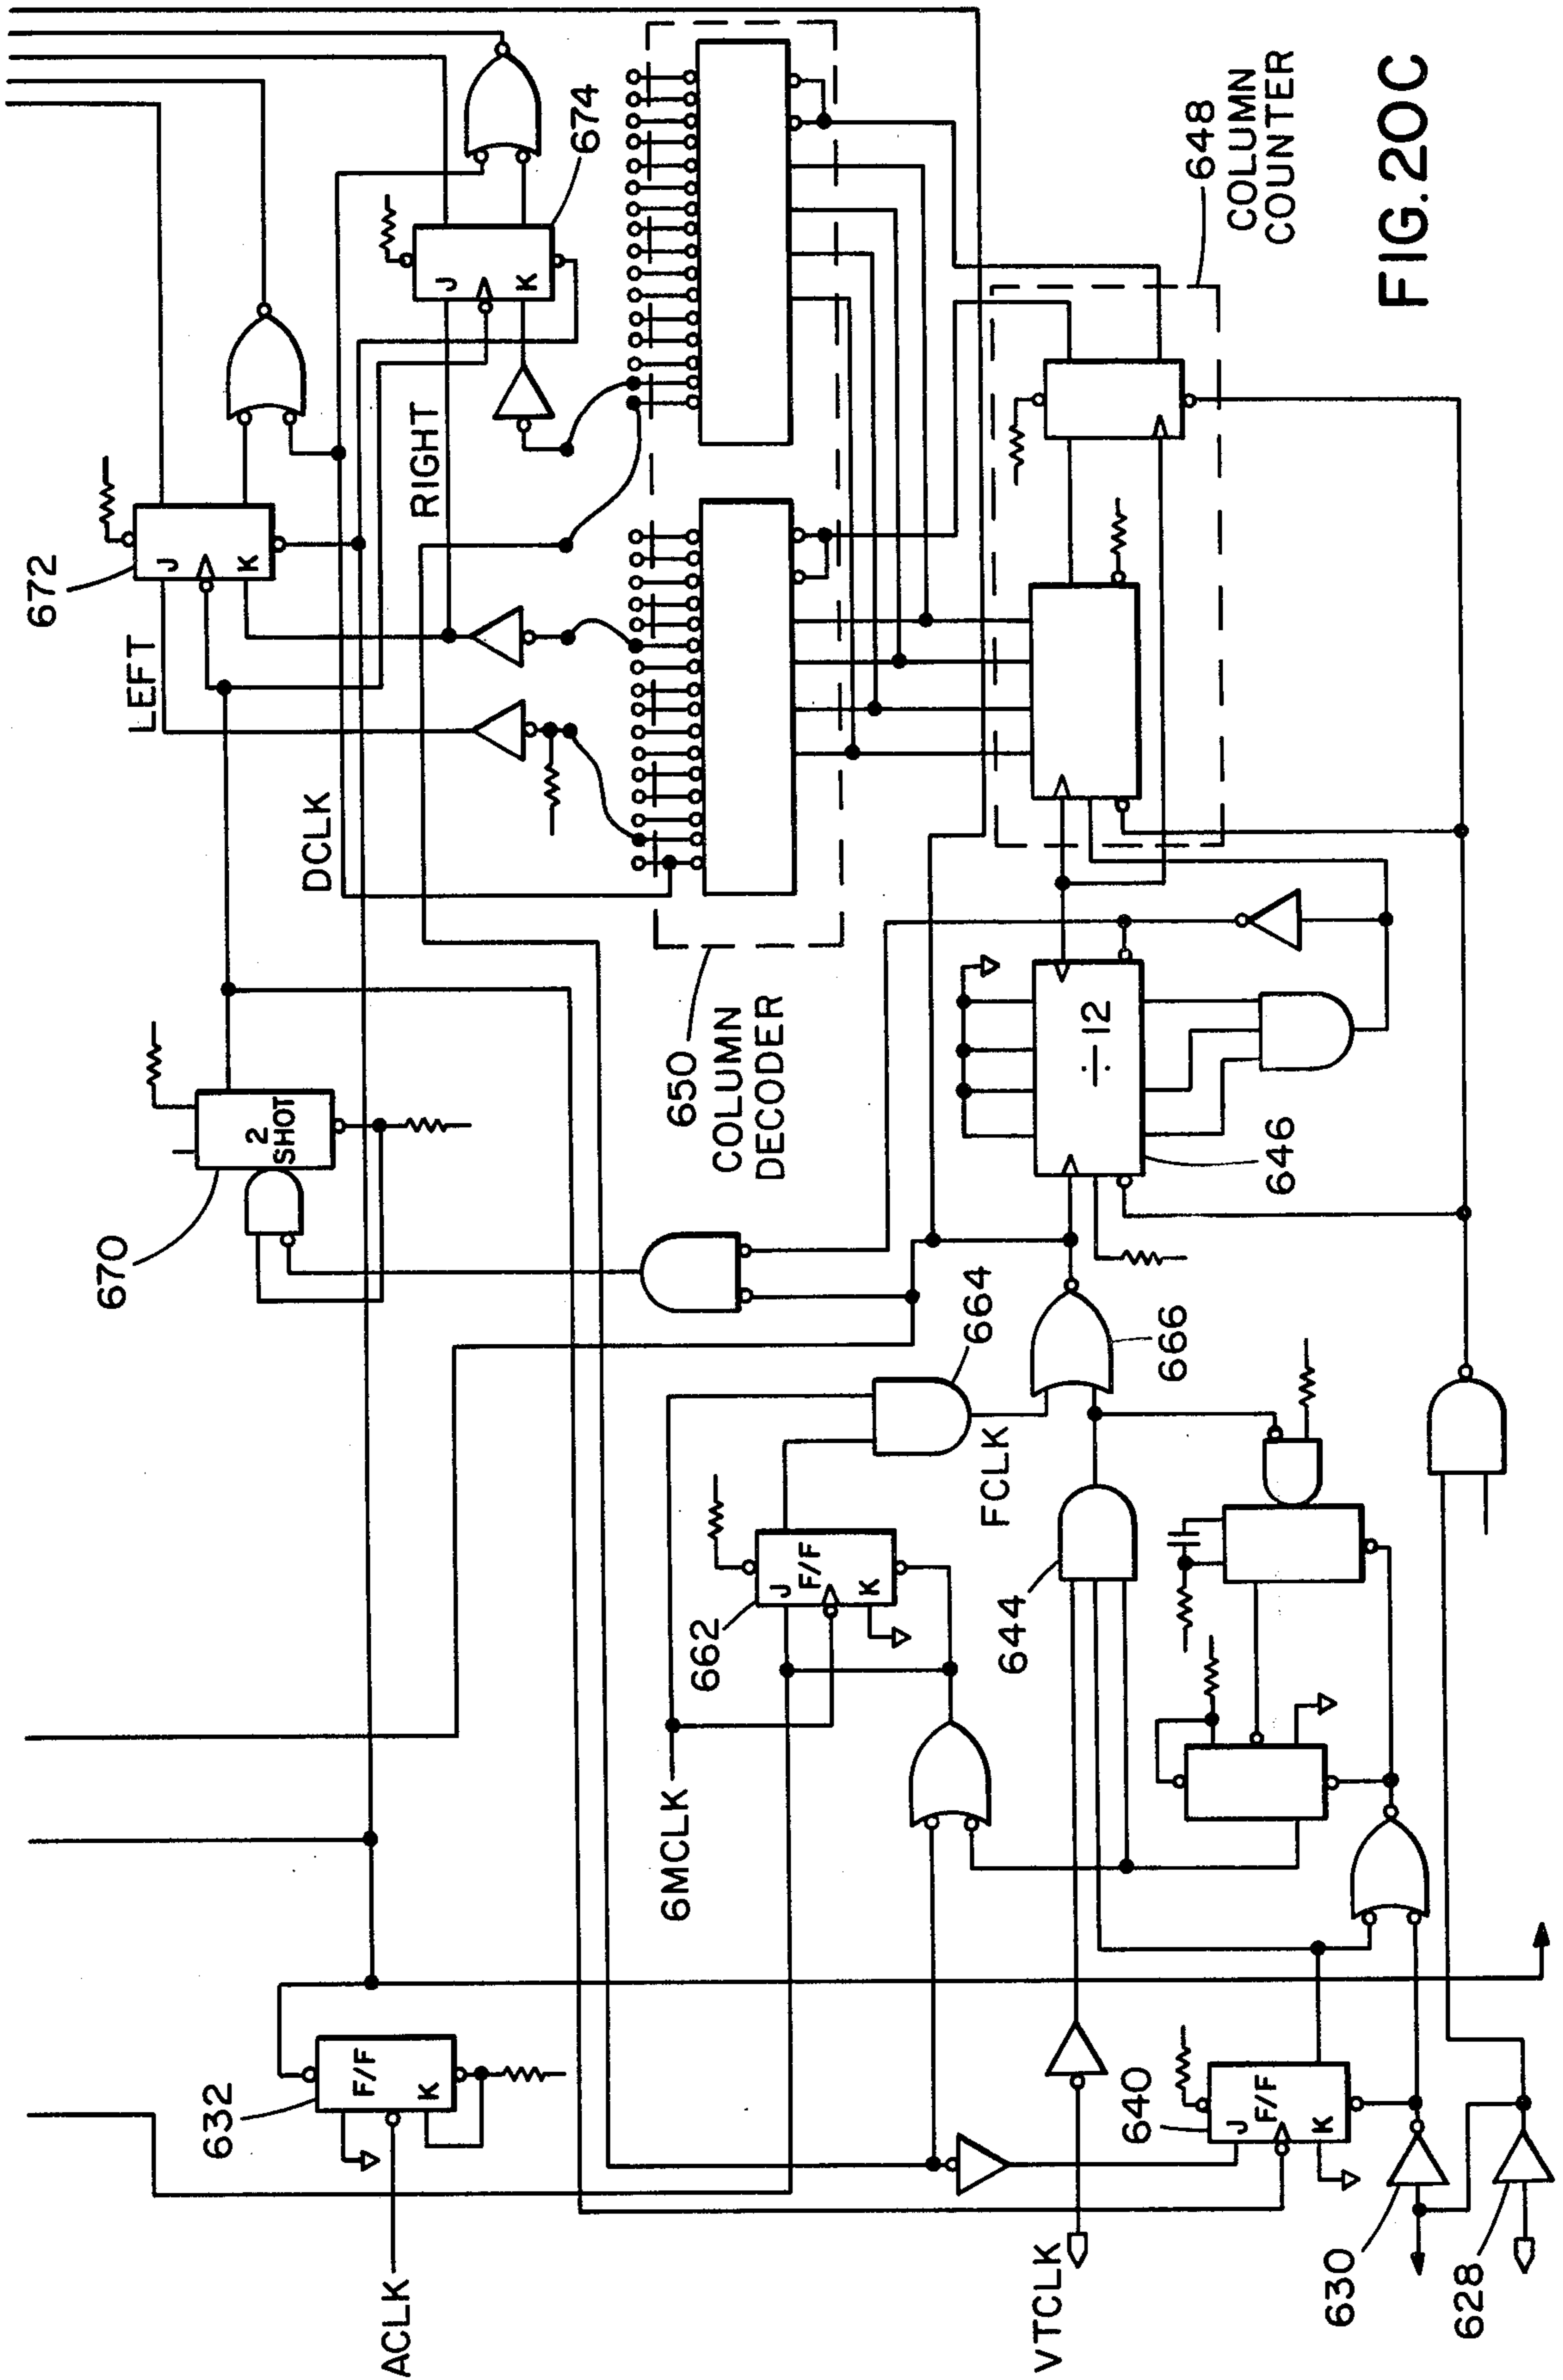 672
J
K
LEFT
DCLK
RIGHT
J
K
674
670
2
SHOT
650
COLUMN
DECODER
648
COLUMN
COUNTER
÷12
646
664
666
FCLK
662
J
F/F
K
6MCLK
644
632
F/F
K
ACLK
VTCLK
640
J
F/F
K
630
628
FIG.20C